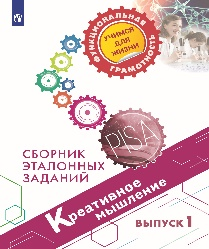 ФУНКЦИОНАЛЬНАЯ
УЧИМСЯ ДЛЯ
ЖИЗНИ
ГРАМОТНОСТЬ
PISA
СБОРНИК
ЭТАЛОННЫХ
ЗАДАНИЙ
Креативное
мышление
ВЫПУСК 1